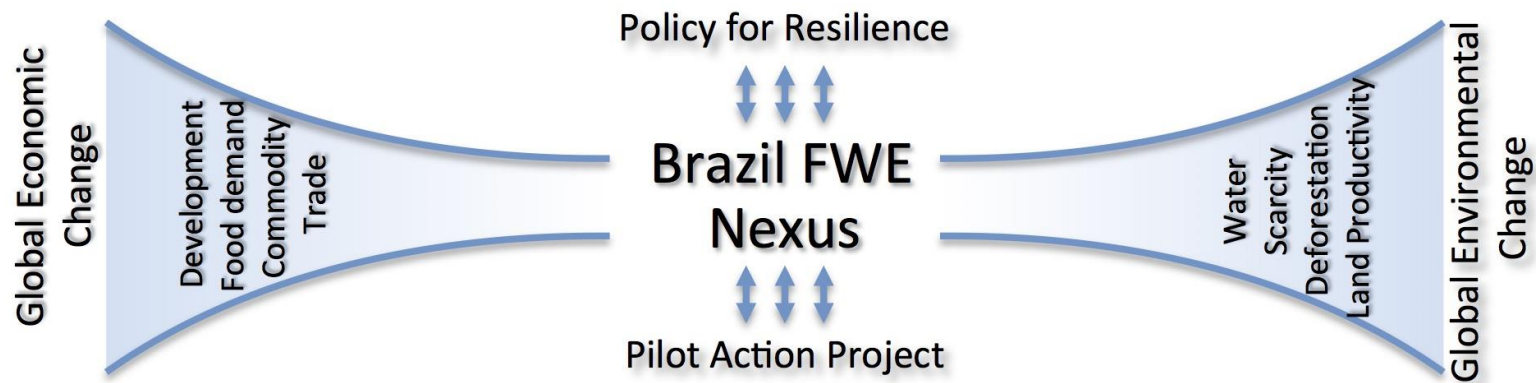 Global Economic
Change
Development
Food demand
Commodity
Trade
Policy for Resilience
Brazil FWE
Nexus
Pilot Action Project
Water
Scarcity
Deforestation
Land Productivity
Global Environmental
Change